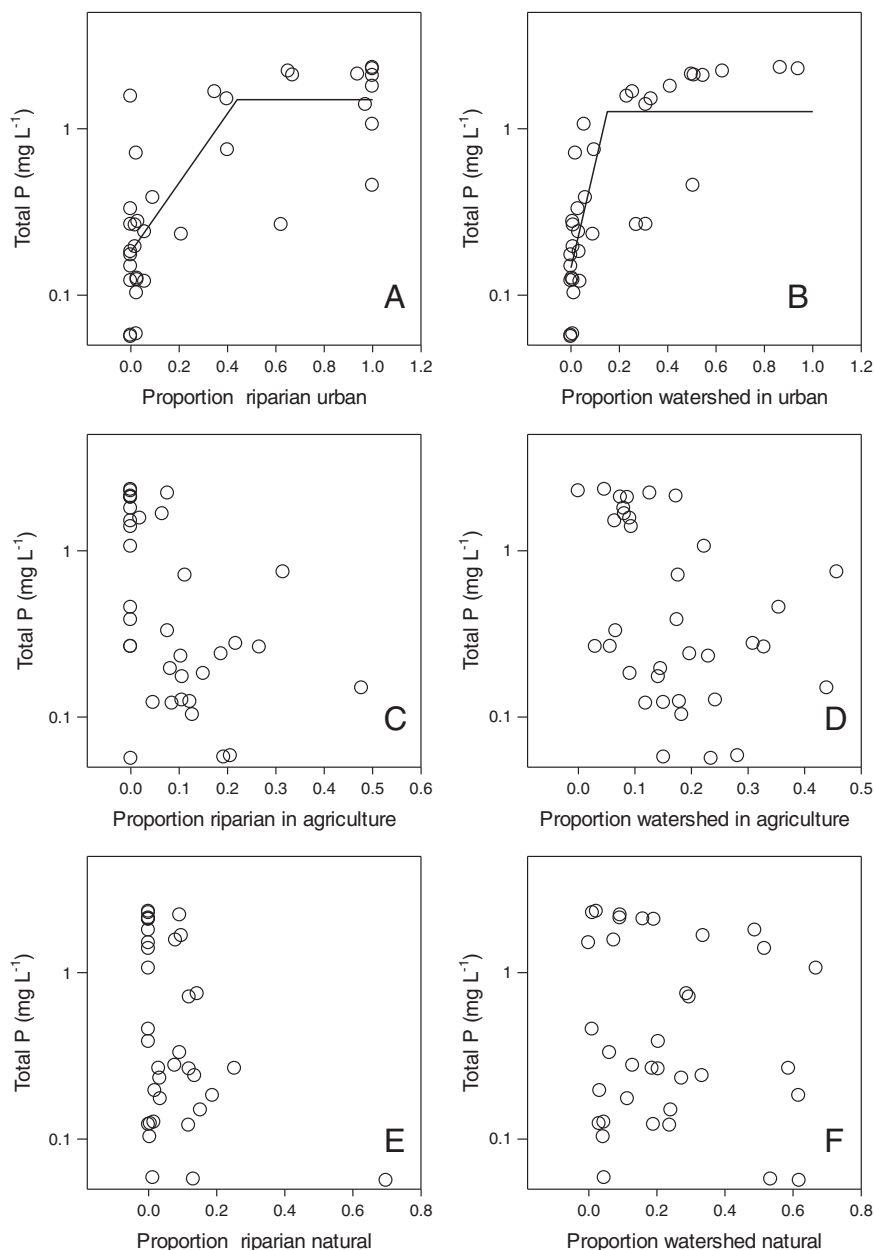 Total P (mg L⁻¹)
1
0.1
A
0.0 0.2 0.4 0.6 0.8 1.0 1.2
Proportion riparian urban
Total P (mg L⁻¹)
1
0.1
B
0.0 0.2 0.4 0.6 0.8 1.0 1.2
Proportion watershed in urban
Total P (mg L⁻¹)
1
0.1
C
0.0 0.1 0.2 0.3 0.4 0.5 0.6
Proportion riparian in agriculture
Total P (mg L⁻¹)
1
0.1
D
0.0 0.1 0.2 0.3 0.4 0.5
Proportion watershed in agriculture
Total P (mg L⁻¹)
1
0.1
E
0.0 0.2 0.4 0.6 0.8
Proportion riparian natural
Total P (mg L⁻¹)
1
0.1
F
0.0 0.2 0.4 0.6 0.8
Proportion watershed natural